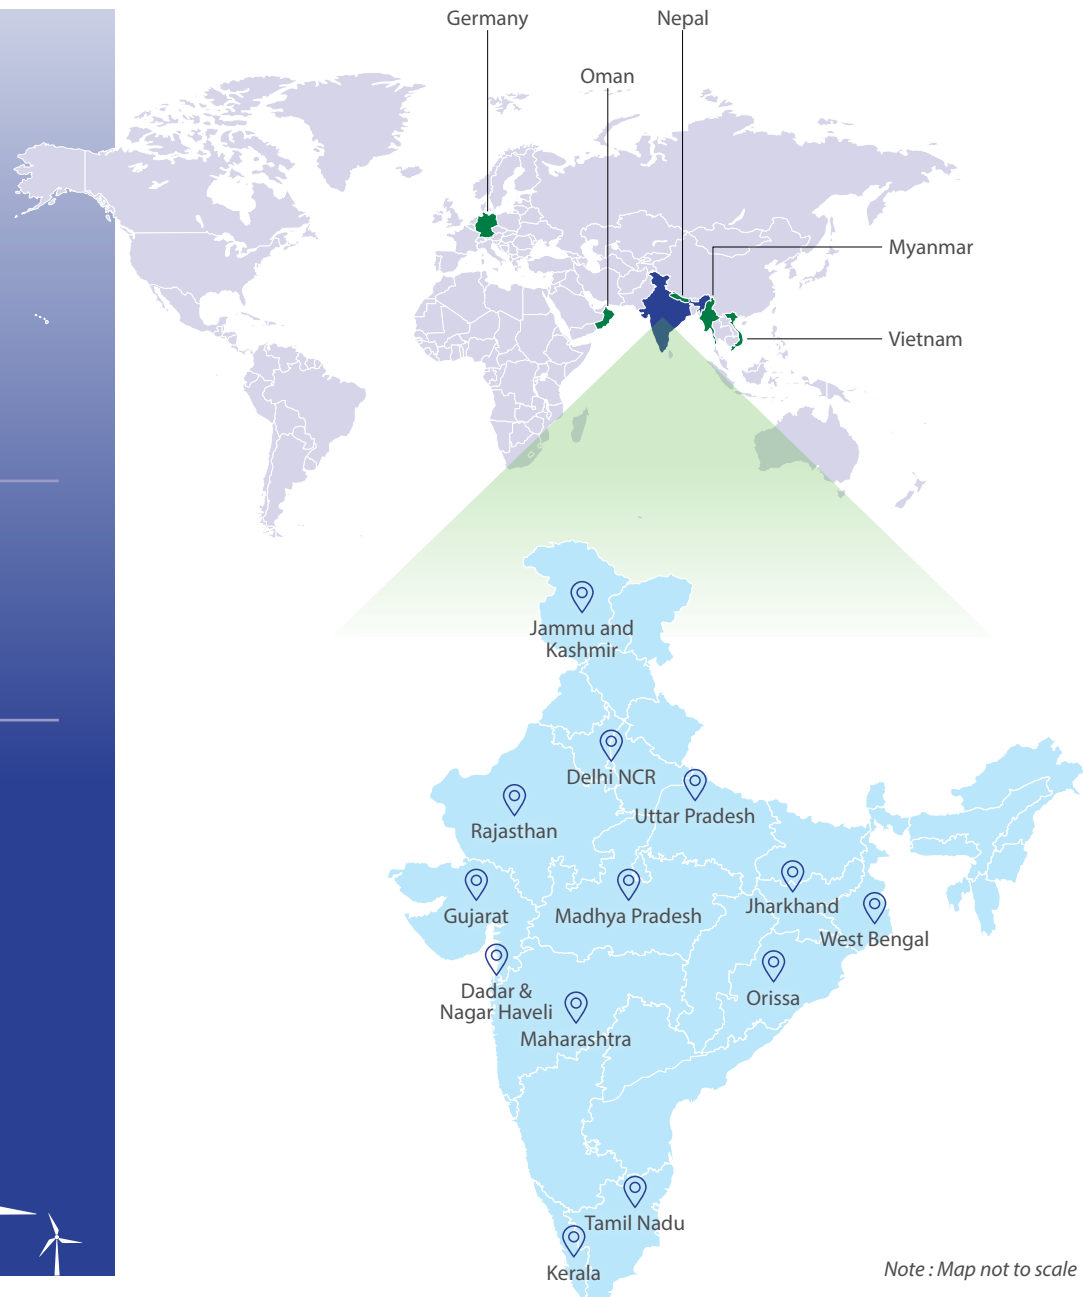 Germany
Nepal
Oman
Myanmar
Vietnam
Jammu and
Kashmir
Delhi NCR
Uttar Pradesh
Rajasthan
Gujarat
Madhya Pradesh
Jharkhand
West Bengal
Dadar &
Nagar Haveli
Orissa
Maharashtra
Tamil Nadu
Kerala
Note : Map not to scale